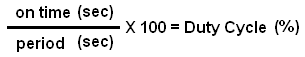 on time (sec)
period (sec)
X 100 = Duty Cycle (%)